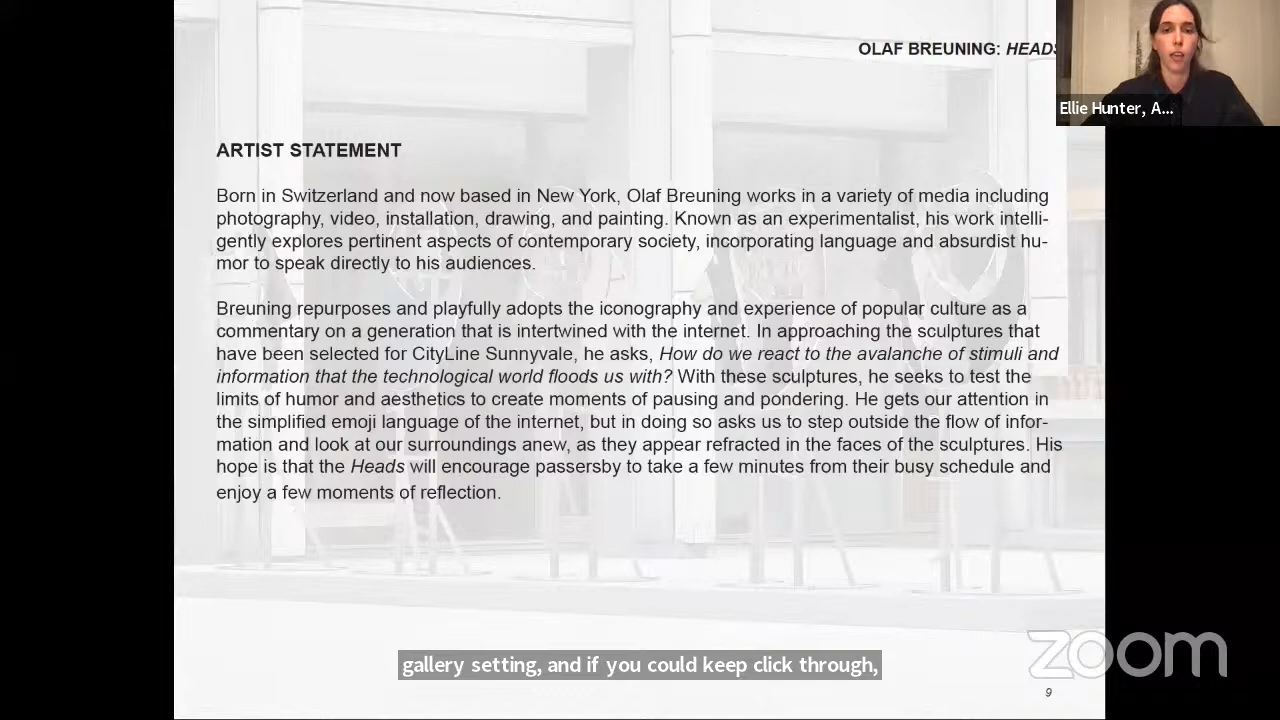 OLAF BREUNING: HEADS
Ellie Hunter, A...
ARTIST STATEMENT
Born in Switzerland and now based in New York, Olaf Breuning works in a variety of media including
photography, video, installation, drawing, and painting. Known as an experimentalist, his work intelli-
gently explores pertinent aspects of contemporary society, incorporating language and absurdist hu-
mor to speak directly to his audiences.
Breuning repurposes and playfully adopts the iconography and experience of popular culture as a
commentary on a generation that is intertwined with the internet. In approaching the sculptures that
have been selected for CityLine Sunnyvale, he asks, How do we react to the avalanche of stimuli and
information that the technological world floods us with? With these sculptures, he seeks to test the
limits of humor and aesthetics to create moments of pausing and pondering. He gets our attention in
the simplified emoji language of the internet, but in doing so asks us to step outside the flow of infor-
mation and look at our surroundings anew, as they appear refracted in the faces of the sculptures. His
hope is that the Heads will encourage passersby to take a few minutes from their busy schedule and
enjoy a few moments of reflection.
gallery setting, and if you could keep click through,
zoom
9